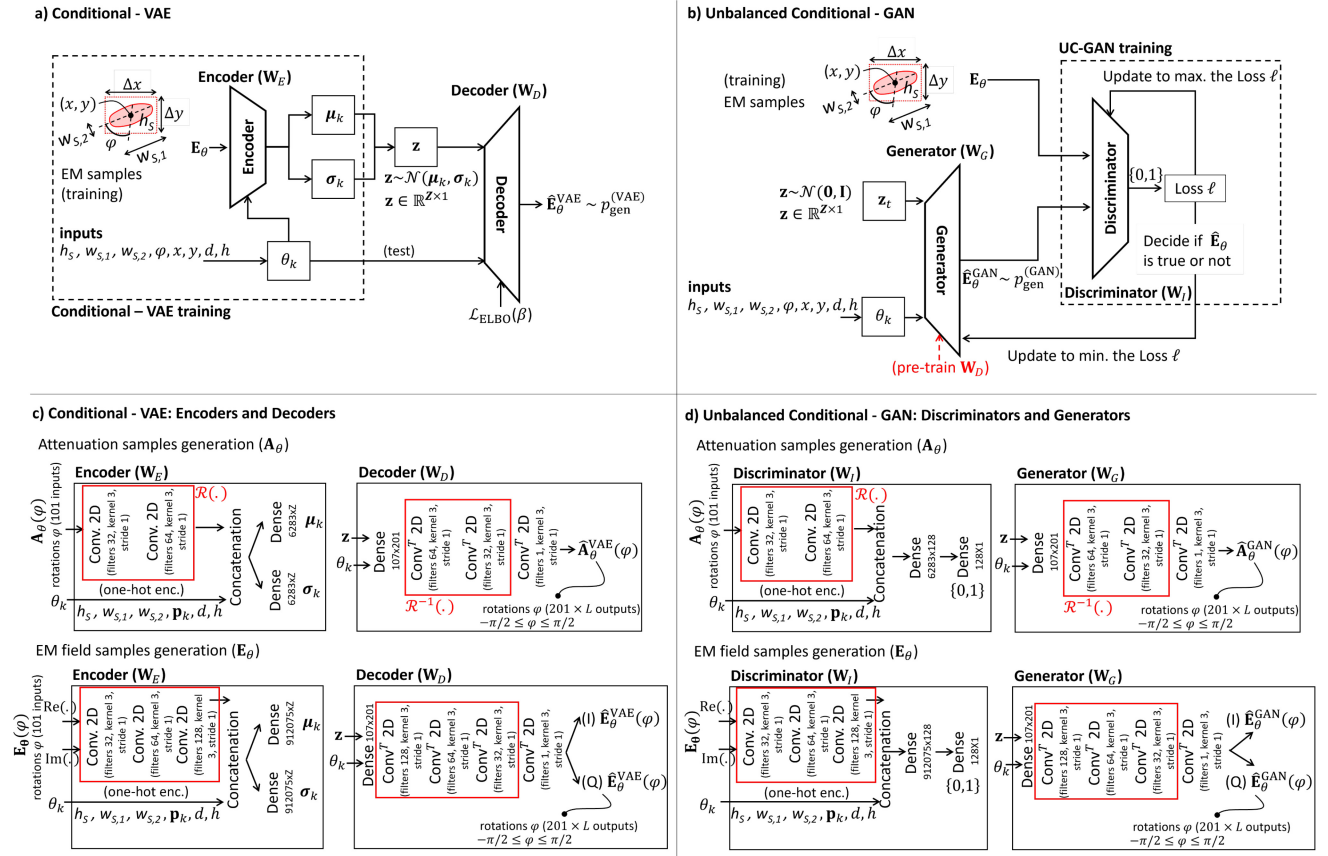 a) Conditional - VAE
Δx
(x, y)
h_S
Δy
w_S,2
φ
w_S,1
EM samples
(training)
Encoder (W_E)
E_θ
Encoder
μ_k
σ_k
z
z~𝒩(μ_k, σ_k)
z ∈ ℝ^{Z×1}
Decoder (W_D)
Decoder
Ê_θ^VAE ~ p_gen^(VAE)
inputs
h_S, w_S,1, w_S,2, φ, x, y, d, h
θ_k
(test)
Conditional – VAE training
ℒ_ELBO(β)
b) Unbalanced Conditional - GAN
(training)
EM samples
Δx
(x, y)
h_S
Δy
w_S,2
φ
w_S,1
UC-GAN training
E_θ
Update to max. the Loss ℓ
Generator (W_G)
z~𝒩(0, I)
z ∈ ℝ^{Z×1}
z_t
Generator
Discriminator
{0,1}
Loss ℓ
Decide if Ê_θ
is true or not
Ê_θ^GAN ~ p_gen^(GAN)
Discriminator (W_I)
inputs
h_S, w_S,1, w_S,2, φ, x, y, d, h
θ_k
(pre-train W_D)
Update to min. the Loss ℓ
c) Conditional - VAE: Encoders and Decoders
Attenuation samples generation (A_θ)
Encoder (W_E)
A_θ(φ)
rotations φ (101 inputs)
Conv. 2D
(filters 32, kernel 3,
stride 1)
Conv. 2D
(filters 64, kernel 3,
stride 1)
ℛ(.)
Concatenation
Dense
6283xZ
μ_k
Dense
6283xZ
σ_k
(one-hot enc.)
θ_k
h_S, w_S,1, w_S,2, p_k, d, h
Decoder (W_D)
z
θ_k
Dense
107x201
Conv^T 2D
(filters 64, kernel 3,
stride 1)
Conv^T 2D
(filters 32, kernel 3,
stride 1)
Conv^T 2D
(filters 1, kernel 3,
stride 1)
Â_θ^VAE(φ)
ℛ^−1(.)
rotations φ (201 × L outputs)
−π/2 ≤ φ ≤ π/2
EM field samples generation (E_θ)
Encoder (W_E)
E_θ(φ)
rotations φ (101 inputs)
Re(.)
Im(.)
Conv. 2D
(filters 32, kernel 3,
stride 1)
Conv. 2D
(filters 64, kernel 3,
stride 1)
Conv. 2D
(filters 128, kernel
3, stride 1)
Concatenation
Dense
912075xZ
μ_k
Dense
912075xZ
σ_k
(one-hot enc.)
θ_k
h_S, w_S,1, w_S,2, p_k, d, h
Decoder (W_D)
z
θ_k
Dense 107x201
Conv^T 2D
(filters 128, kernel 3,
stride 1)
Conv^T 2D
(filters 64, kernel 3,
stride 1)
Conv^T 2D
(filters 32, kernel 3,
stride 1)
Conv^T 2D
(filters 1, kernel 3,
stride 1)
(I) Ê_θ^VAE(φ)
(Q) Ê_θ^VAE(φ)
rotations φ (201 × L outputs)
−π/2 ≤ φ ≤ π/2
d) Unbalanced Conditional - GAN: Discriminators and Generators
Attenuation samples generation (A_θ)
Discriminator (W_I)
A_θ(φ)
rotations φ (101 inputs)
Conv. 2D
(filters 32, kernel 3,
stride 1)
Conv. 2D
(filters 64, kernel 3,
stride 1)
ℛ(.)
Concatenation
Dense
6283x128
Dense
128X1
{0,1}
(one-hot enc.)
θ_k
h_S, w_S,1, w_S,2, p_k, d, h
Generator (W_G)
z
θ_k
Dense
107x201
Conv^T 2D
(filters 64, kernel 3,
stride 1)
Conv^T 2D
(filters 32, kernel 3,
stride 1)
Conv^T 2D
(filters 1, kernel 3,
stride 1)
Â_θ^GAN(φ)
ℛ^−1(.)
rotations φ (201 × L outputs)
−π/2 ≤ φ ≤ π/2
EM field samples generation (E_θ)
Discriminator (W_I)
E_θ(φ)
rotations φ (101 inputs)
Re(.)
Im(.)
Conv. 2D
(filters 32, kernel 3,
stride 1)
Conv. 2D
(filters 64, kernel 3,
stride 1)
Conv. 2D
(filters 128, kernel
3, stride 1)
Concatenation
Dense
912075x128
Dense
128X1
{0,1}
(one-hot enc.)
θ_k
h_S, w_S,1, w_S,2, p_k, d, h
Generator (W_G)
z
θ_k
Dense 107x201
Conv^T 2D
(filters 128, kernel 3,
stride 1)
Conv^T 2D
(filters 64, kernel 3,
stride 1)
Conv^T 2D
(filters 32, kernel 3,
stride 1)
Conv^T 2D
(filters 1, kernel 3,
stride 1)
(I) Ê_θ^GAN(φ)
(Q) Ê_θ^GAN(φ)
rotations φ (201 × L outputs)
−π/2 ≤ φ ≤ π/2